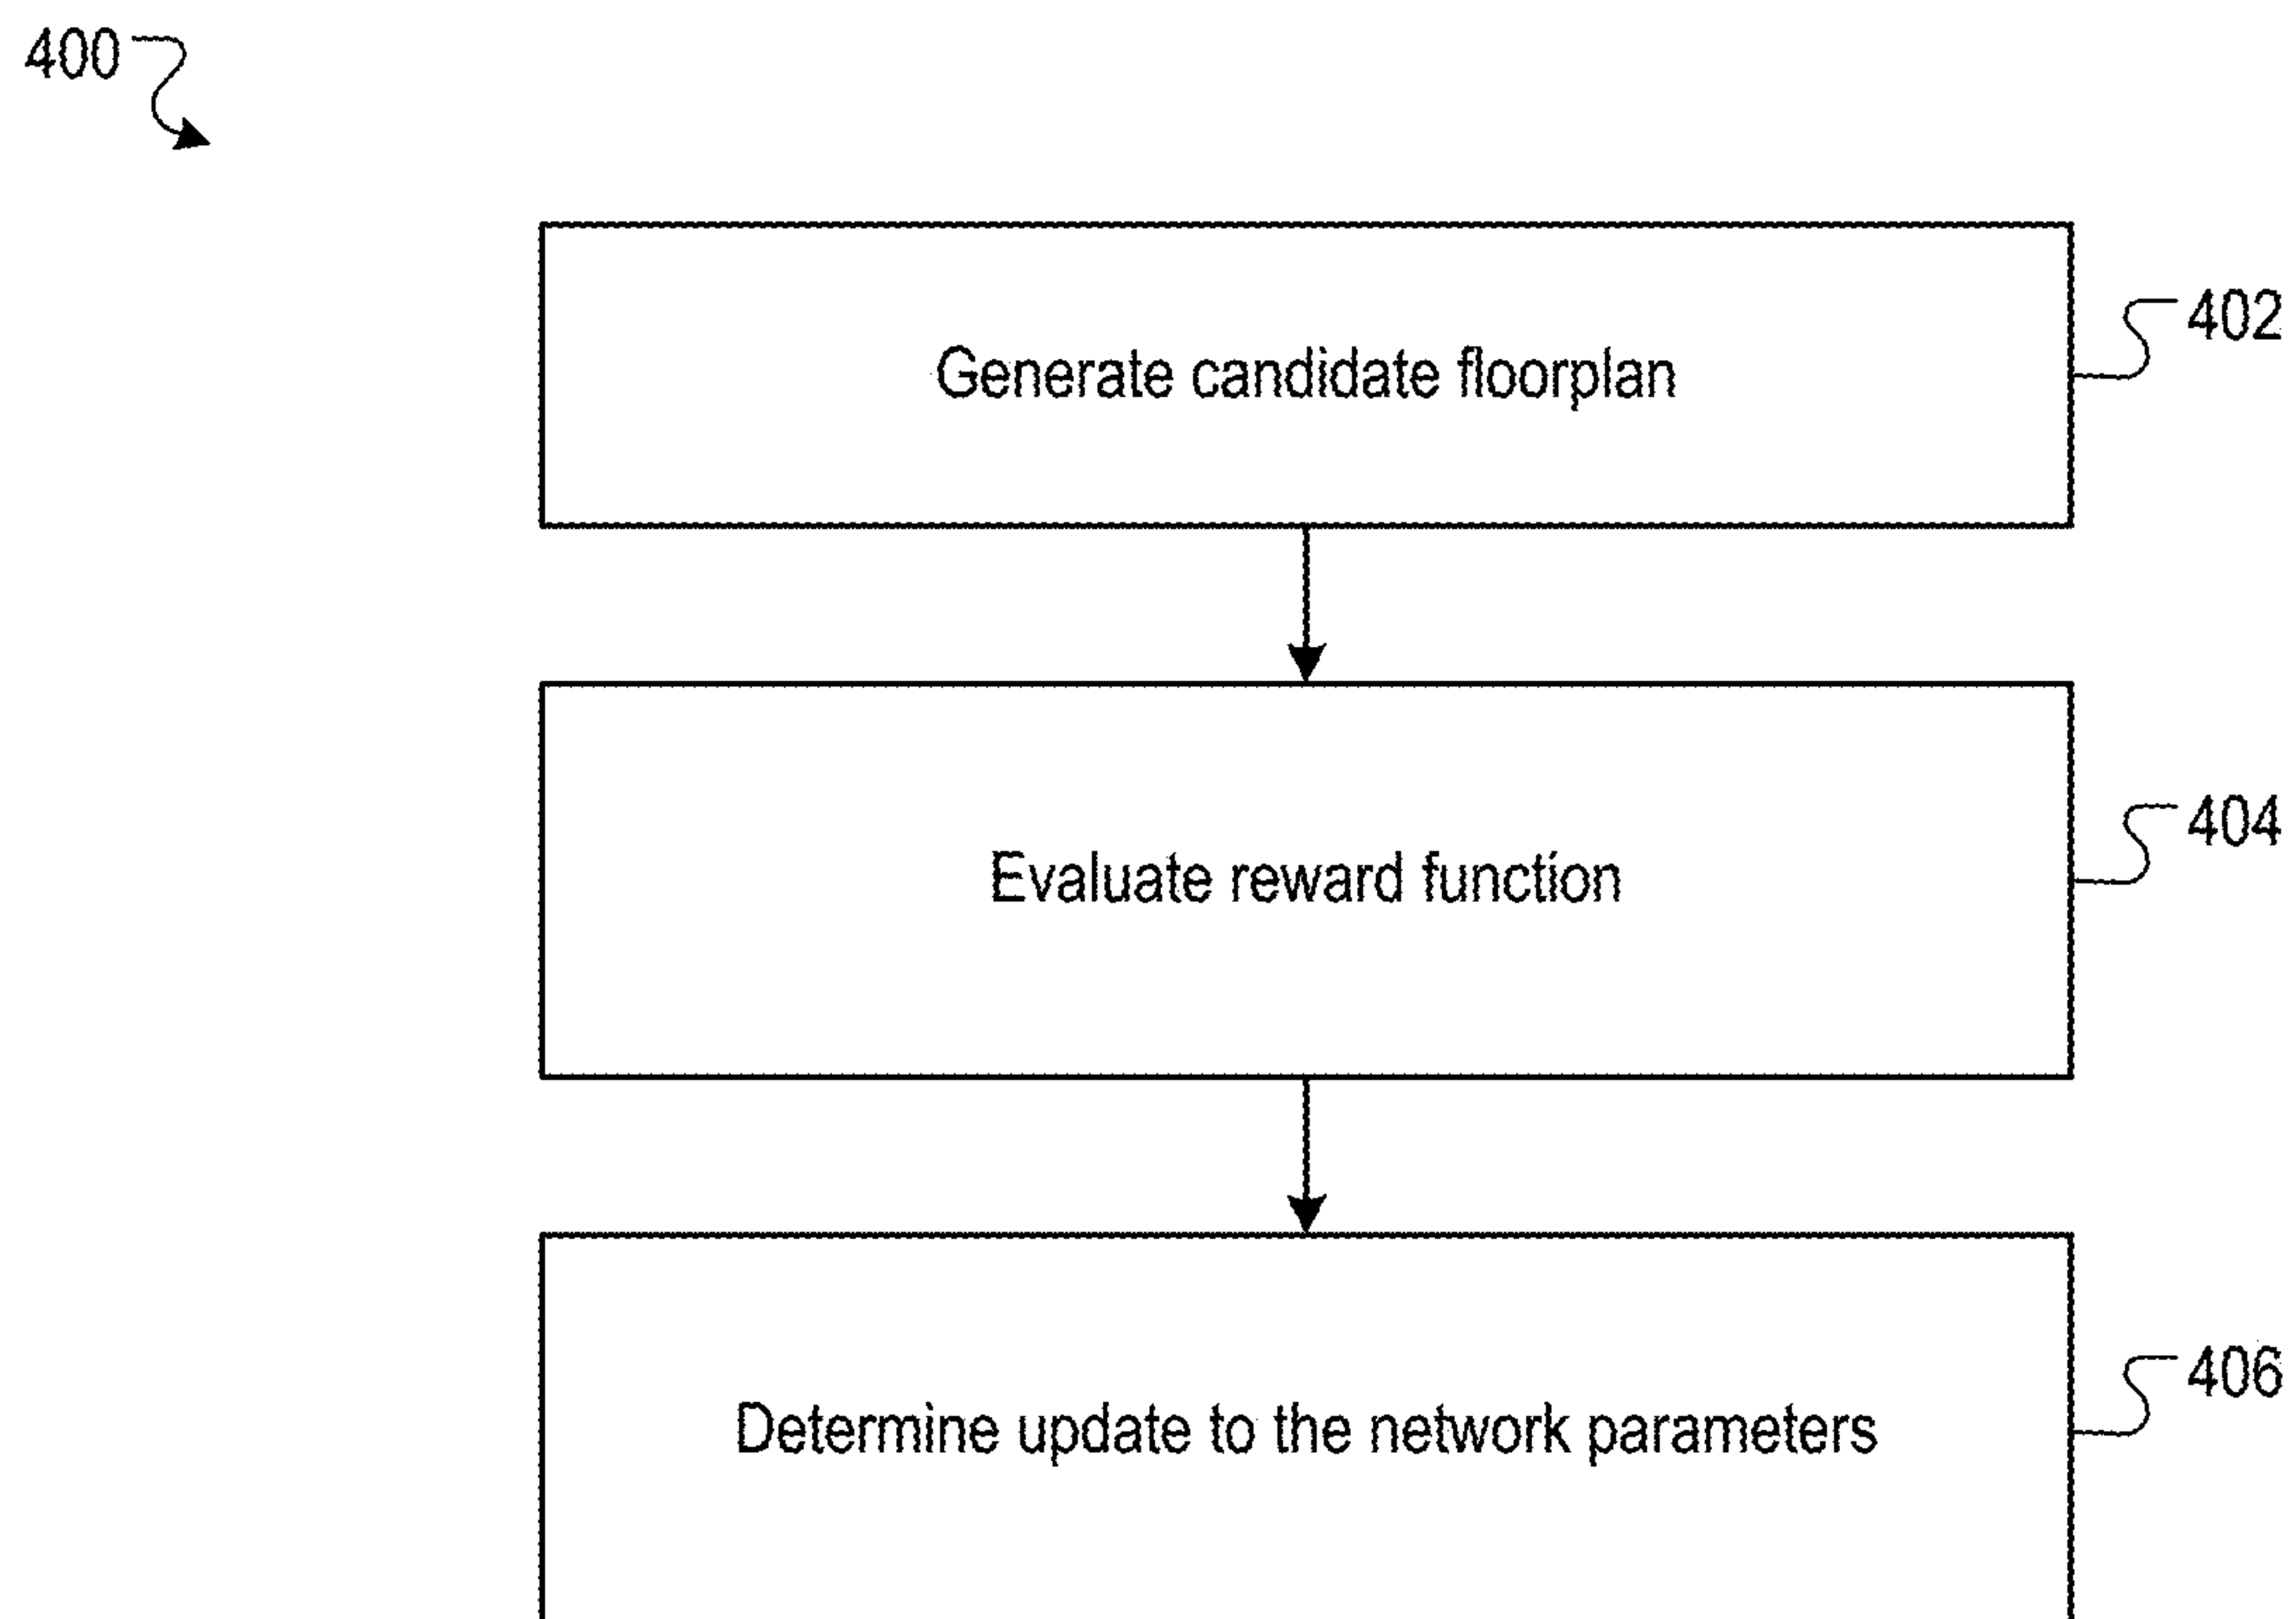 400
Generate candidate floorplan
402
Evaluate reward function
404
Determine update to the network parameters
406